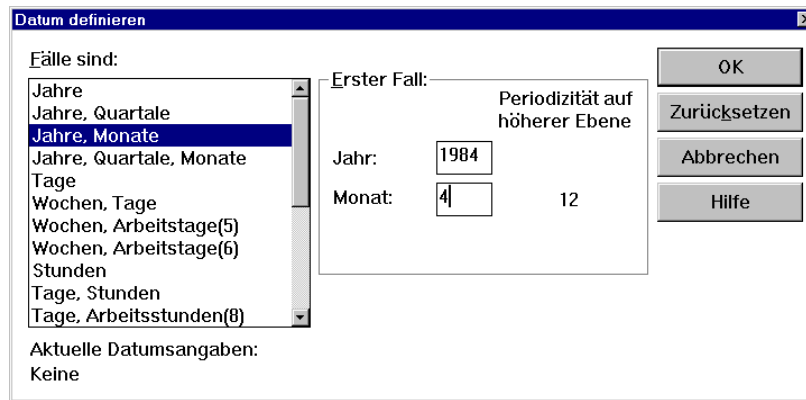 Datum definieren
Fälle sind:
Jahre
Jahre, Quartale
Jahre, Monate
Jahre, Quartale, Monate
Tage
Wochen, Tage
Wochen, Arbeitstage(5)
Wochen, Arbeitstage(6)
Stunden
Tage, Stunden
Tage, Arbeitsstunden(8)
Aktuelle Datumsangaben:
Keine
Erster Fall:
Periodizität auf
höherer Ebene
Jahr: 1984
Monat: 4 12
OK
Zurücksetzen
Abbrechen
Hilfe